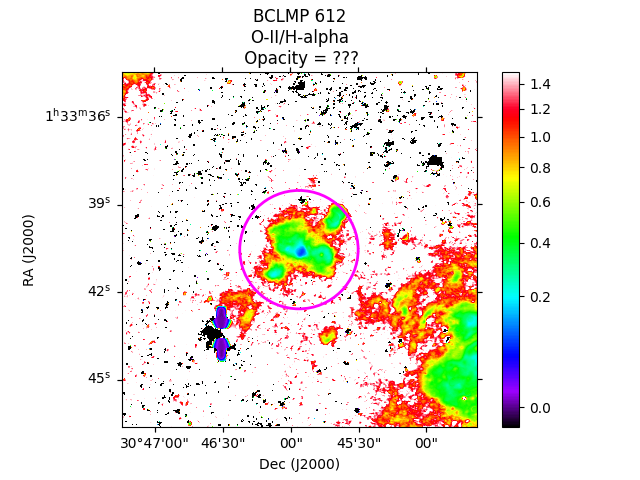 BCLMP 612
O-II/H-alpha
Opacity = ???
1h33m36s
39s
42s
45s
RA (J2000)
30°47'00" 46'30" 00" 45'30" 00"
Dec (J2000)
1.4
1.2
1.0
0.8
0.6
0.4
0.2
0.0